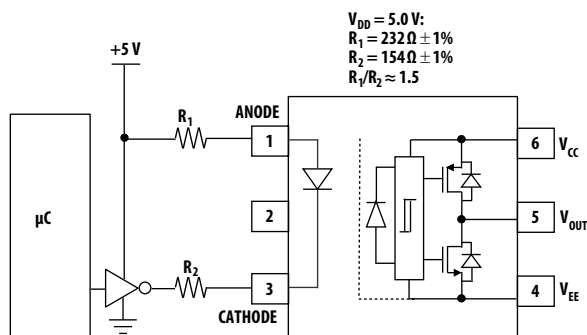 V_DD = 5.0 V:
R_1 = 232 Ω ± 1%
R_2 = 154 Ω ± 1%
R_1/R_2 ≈ 1.5
+5 V
R_1
ANODE
1
6
V_CC
μC
2
5
V_OUT
R_2
3
CATHODE
4
V_EE